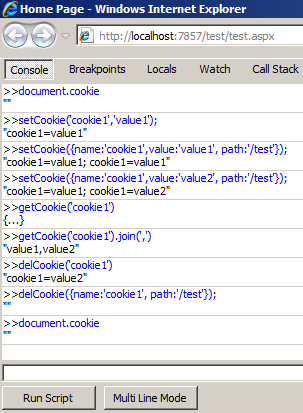 Home Page - Windows Internet Explorer
http://localhost:7857/test/test.aspx
Console Breakpoints Locals Watch Call Stack
>>document.cookie
""
>>setCookie('cookie1','value1');
"cookie1=value1"
>>setCookie({name:'cookie1',value:'value1', path:'/test'});
"cookie1=value1; cookie1=value1"
>>setCookie({name:'cookie1',value:'value2', path:'/test'});
"cookie1=value1; cookie1=value2"
>>getCookie('cookie1')
{...}
>>getCookie('cookie1').join(',')
"value1,value2"
>>delCookie('cookie1')
"cookie1=value2"
>>delCookie({name:'cookie1', path:'/test'});
""
>>document.cookie
""
Run Script Multi Line Mode